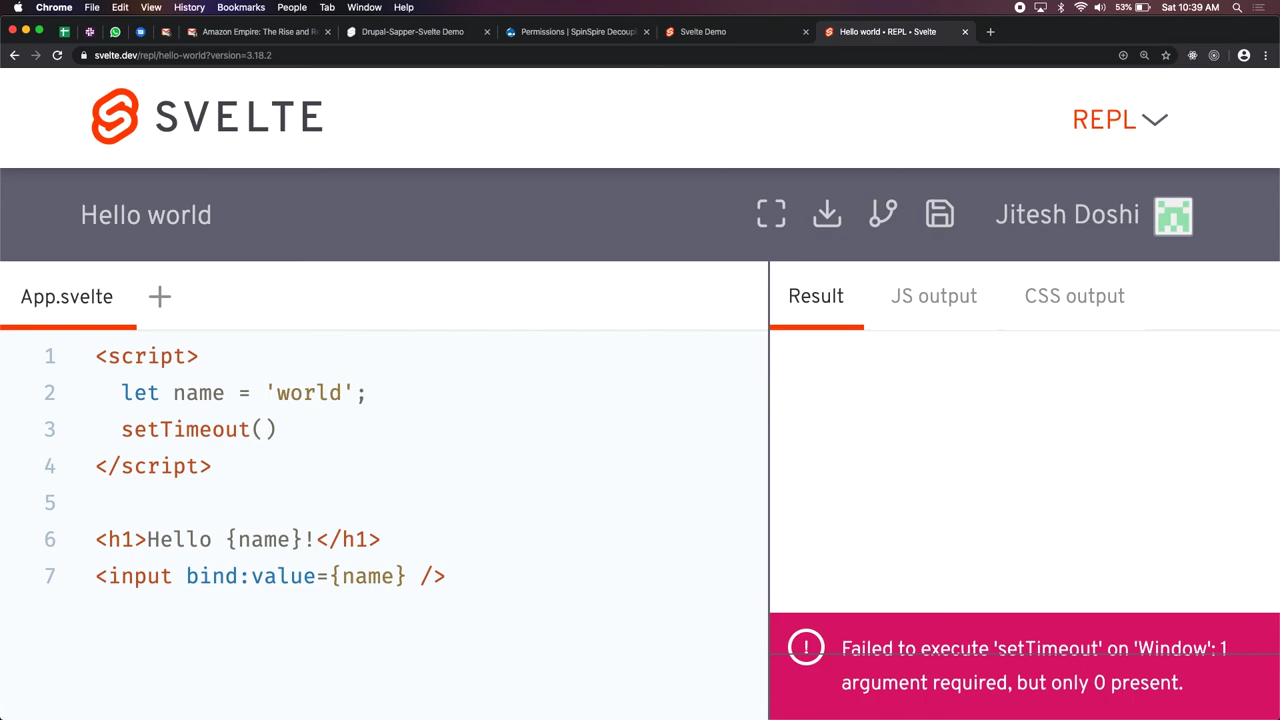 Chrome File Edit View History Bookmarks People Tab Window Help 53% Sat 10:39 AM
Amazon Empire: The Rise and R Drupal-Sapper-Svelte Demo Permissions | SpinSpire Decoupl Svelte Demo Hello world • REPL • Svelte
svelte.dev/repl/hello-world?version=3.18.2
SVELTE
REPL
Hello world
Jitesh Doshi
App.svelte
Result JS output CSS output
1 <script>
2 let name = 'world';
3 setTimeout()
4 </script>
5
6 <h1>Hello {name}!</h1>
7 <input bind:value={name} />
Failed to execute 'setTimeout' on 'Window': 1
argument required, but only 0 present.